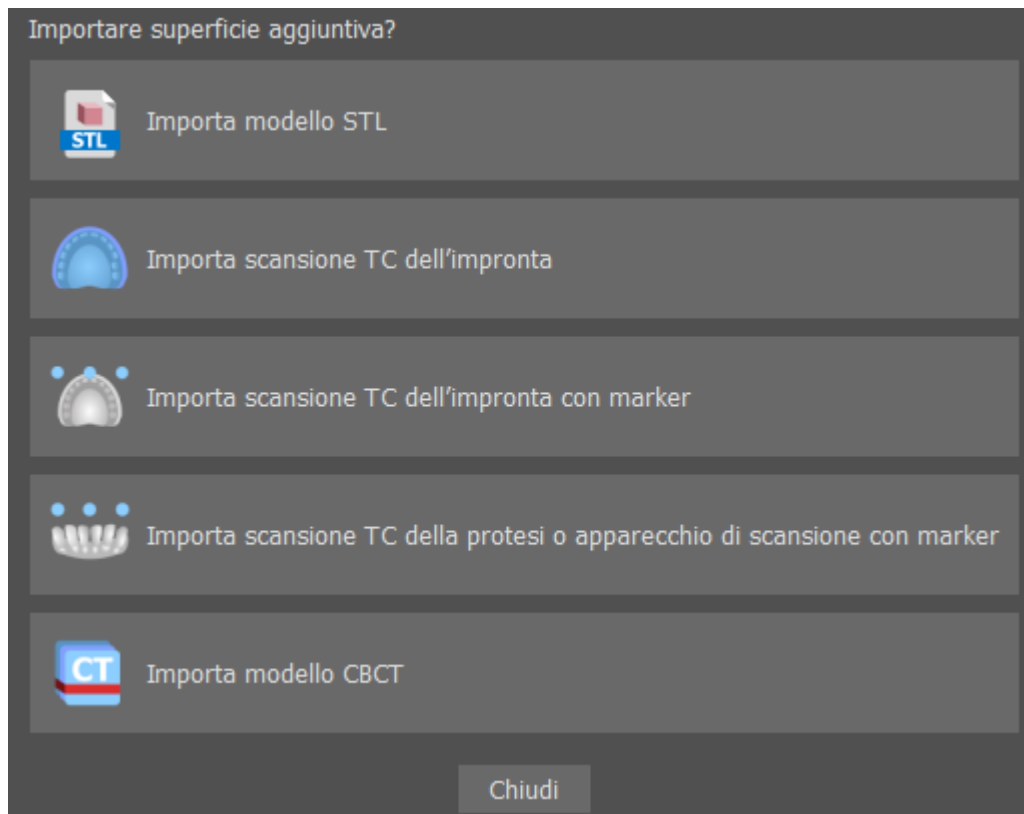 Importare superficie aggiuntiva?
STL
Importa modello STL
Importa scansione TC dell'impronta
Importa scansione TC dell'impronta con marker
Importa scansione TC della protesi o apparecchio di scansione con marker
CT
Importa modello CBCT
Chiudi